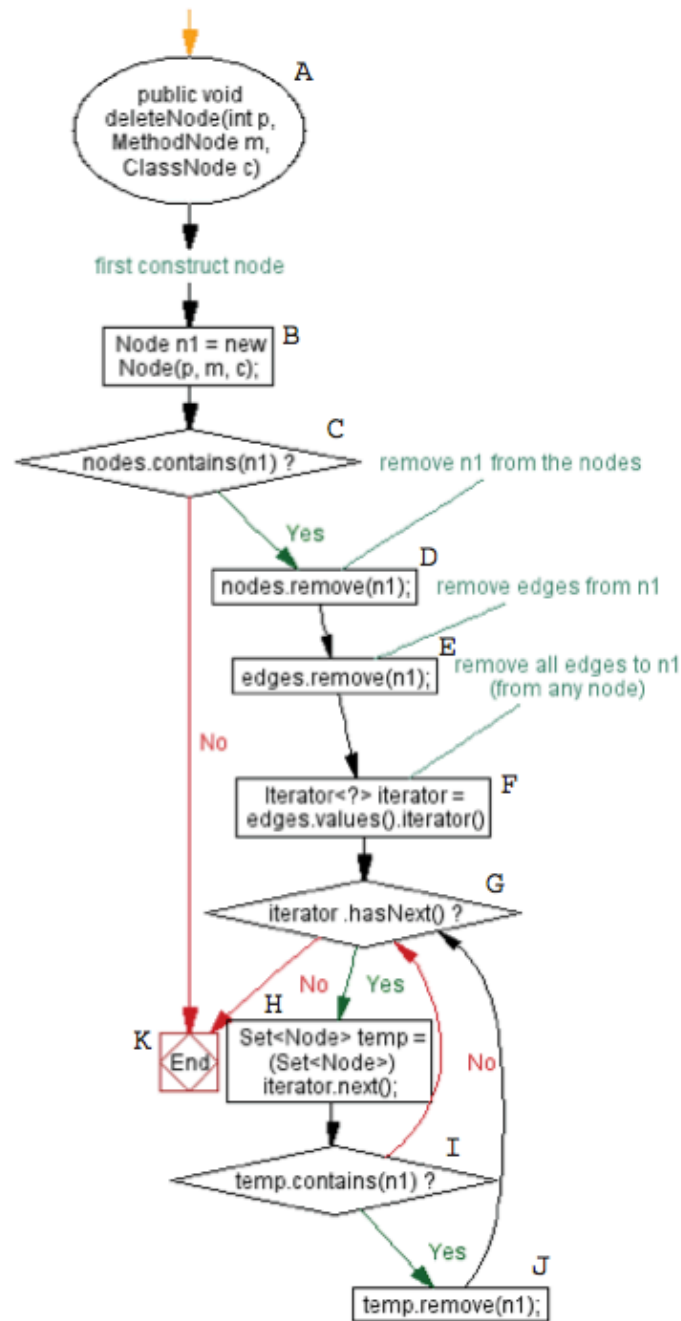 A
public void
deleteNode(int p,
MethodNode m,
ClassNode c)
first construct node
B
Node n1 = new
Node(p, m, c);
C
nodes.contains(n1) ?
remove n1 from the nodes
Yes
D
nodes.remove(n1);
remove edges from n1
E
edges.remove(n1);
remove all edges to n1
(from any node)
No
F
Iterator<?> iterator =
edges.values().iterator()
G
iterator .hasNext() ?
No
Yes
H
K
End
Set<Node> temp =
(Set<Node>)
iterator.next();
No
I
temp.contains(n1) ?
Yes
J
temp.remove(n1);